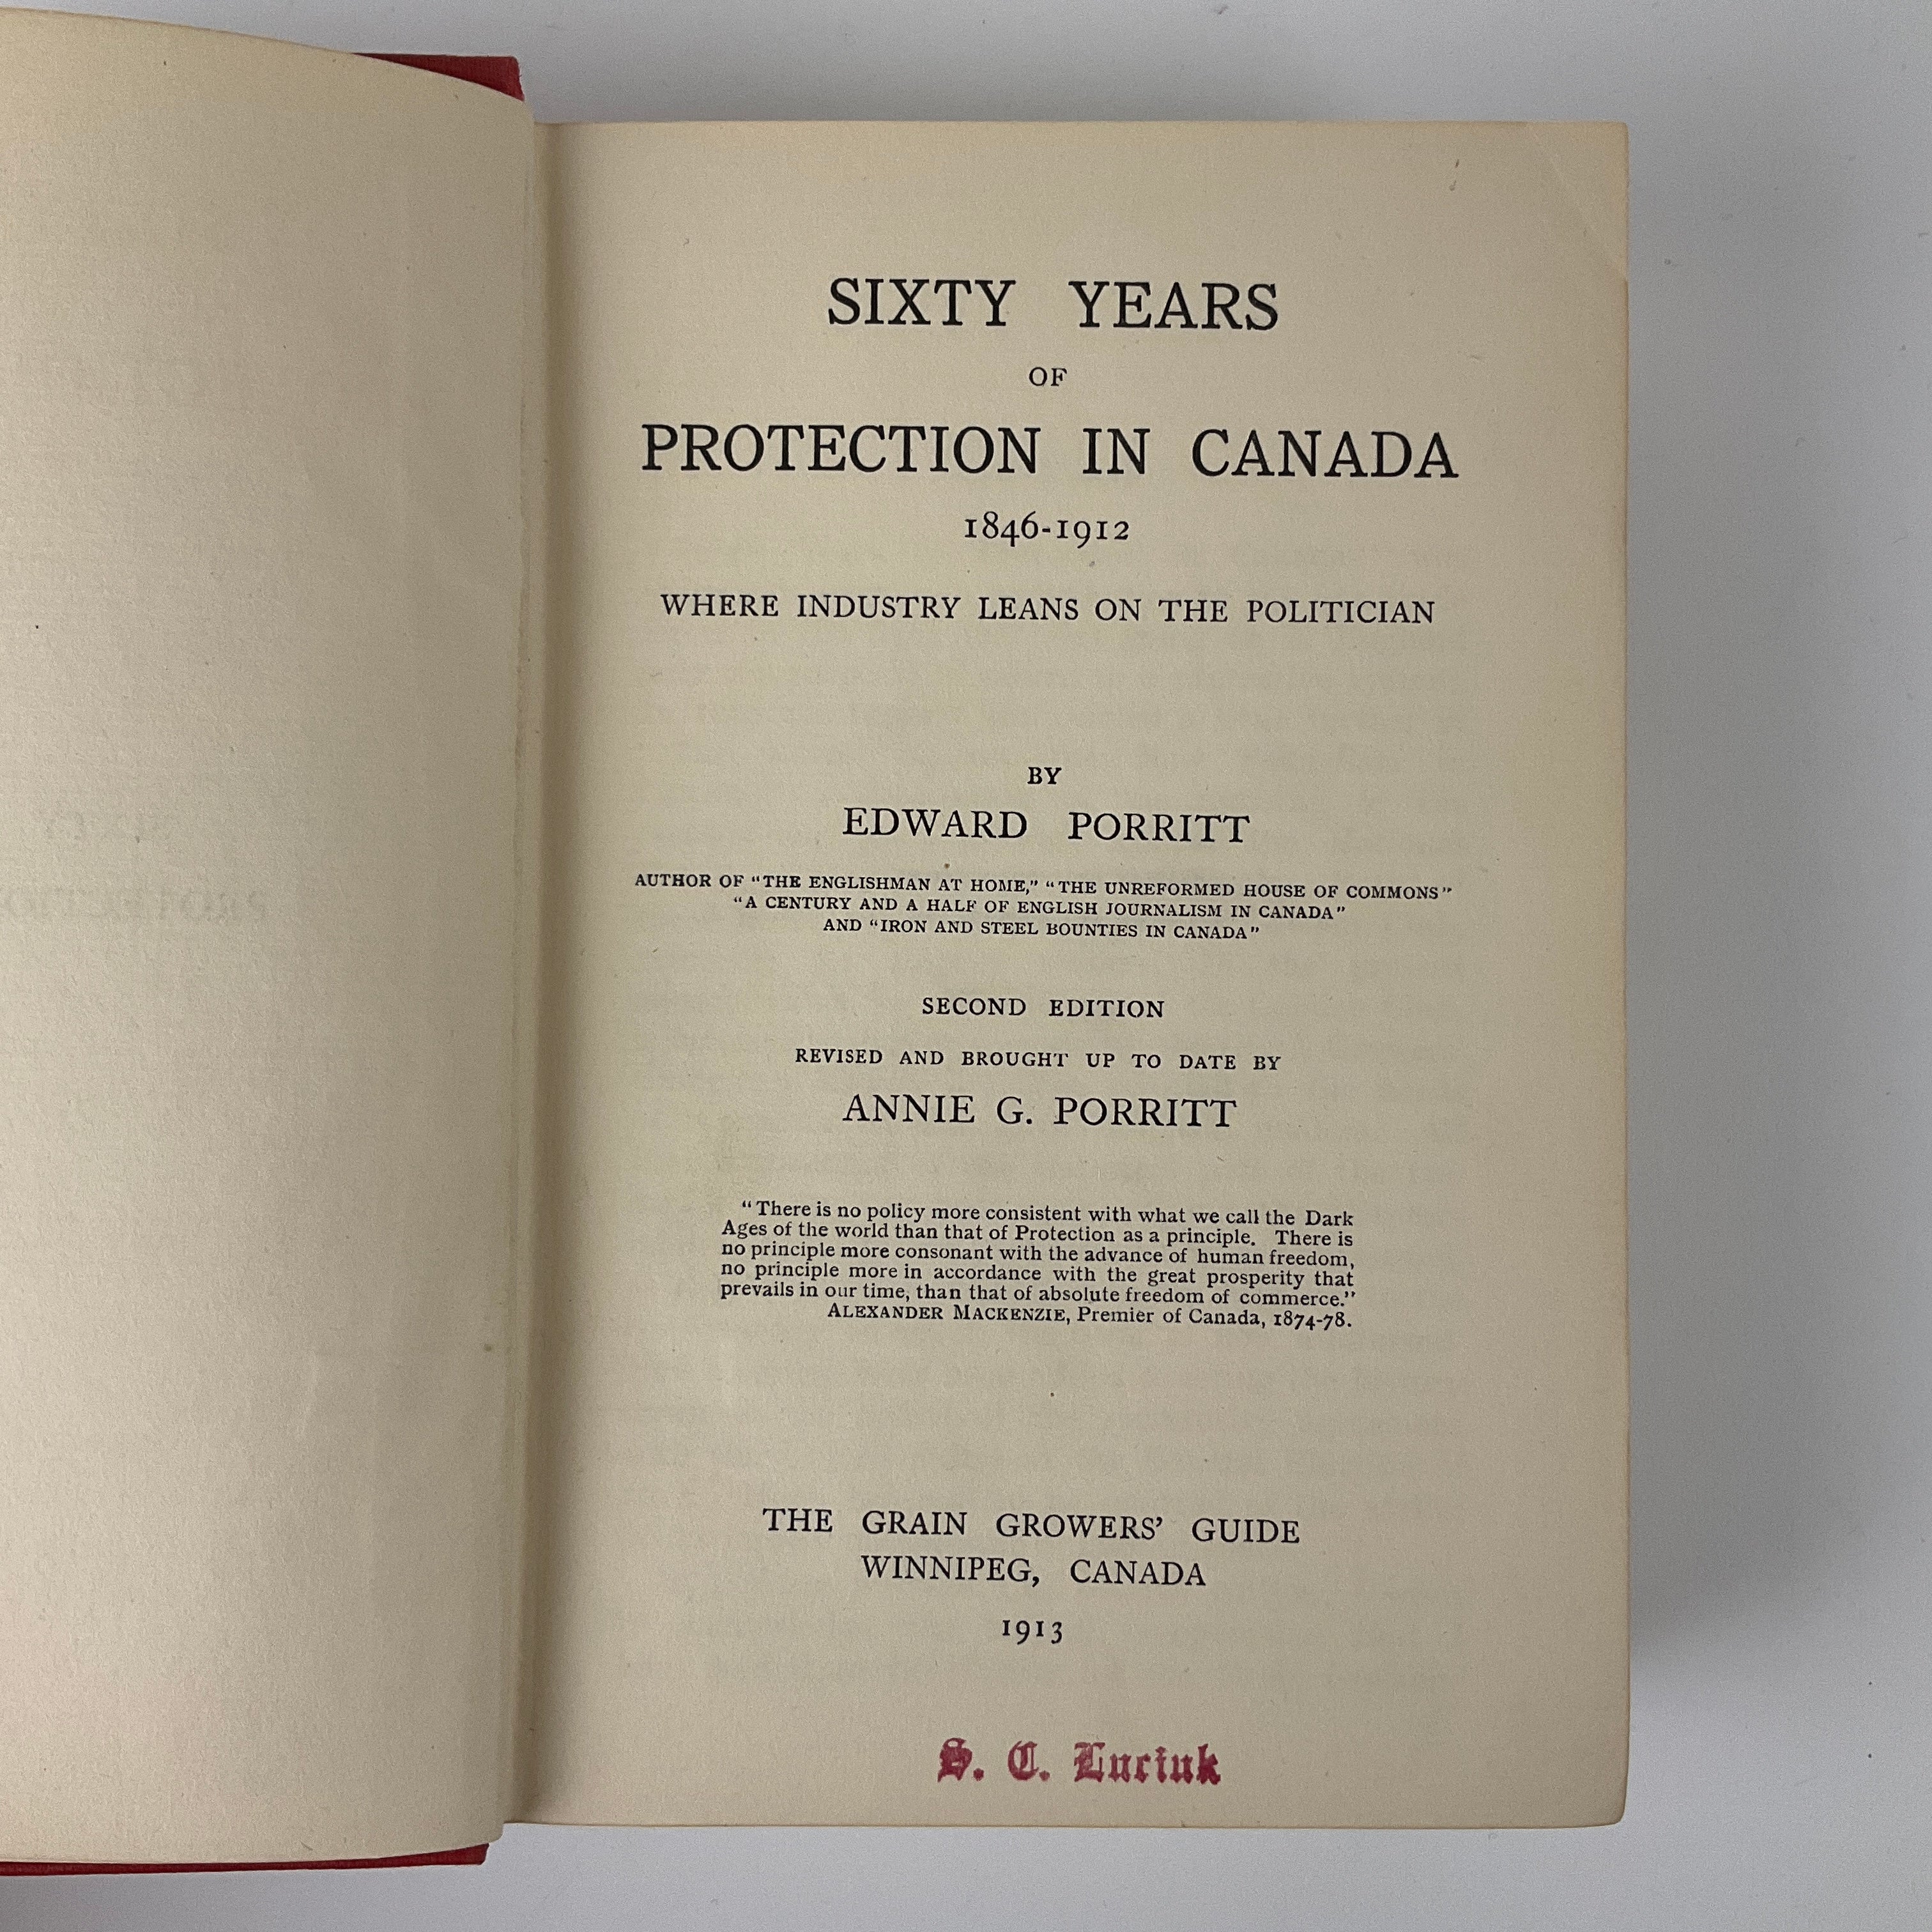 SIXTY YEARS
OF
PROTECTION IN CANADA
1846-1912
WHERE INDUSTRY LEANS ON THE POLITICIAN
BY
EDWARD PORRITT
AUTHOR OF "THE ENGLISHMAN AT HOME," "THE UNREFORMED HOUSE OF COMMONS"
"A CENTURY AND A HALF OF ENGLISH JOURNALISM IN CANADA"
AND "IRON AND STEEL BOUNTIES IN CANADA"
SECOND EDITION
REVISED AND BROUGHT UP TO DATE BY
ANNIE G. PORRITT
"There is no policy more consistent with what we call the Dark
Ages of the world than that of Protection as a principle. There is
no principle more consonant with the advance of human freedom,
no principle more in accordance with the great prosperity that
prevails in our time, than that of absolute freedom of commerce."
ALEXANDER MACKENZIE, Premier of Canada, 1874-78.
THE GRAIN GROWERS' GUIDE
WINNIPEG, CANADA
1913
S. C. Luciuk